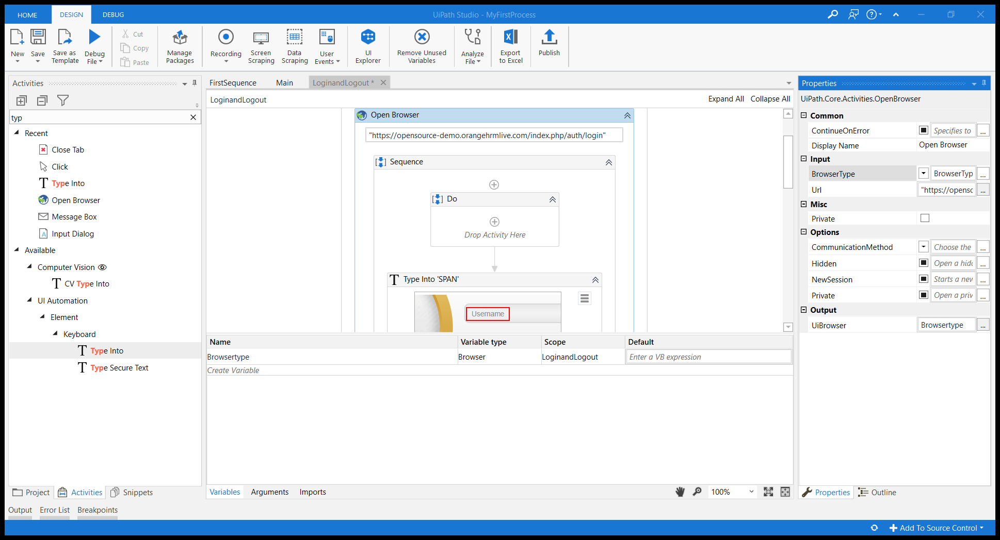 HOME
DESIGN
DEBUG
UiPath Studio - MyFirstProcess
New
Save
Save as Template
Debug File
Cut
Copy
Paste
Manage Packages
Recording
Screen Scraping
Data Scraping
User Events
UI Explorer
Remove Unused Variables
Analyze File
Export to Excel
Publish
Activities
typ
Recent
Close Tab
Click
Type Into
Open Browser
Message Box
Input Dialog
Available
Computer Vision
CV Type Into
UI Automation
Element
Keyboard
Type Into
Type Secure Text
Project
Activities
Snippets
FirstSequence
Main
LoginandLogout *
LoginandLogout
Expand All
Collapse All
Open Browser
"https://opensource-demo.orangehrmlive.com/index.php/auth/login"
Sequence
Do
Drop Activity Here
Type Into 'SPAN'
Username
Name
Variable type
Scope
Default
Browsertype
Browser
LoginandLogout
Enter a VB expression
Create Variable
Variables
Arguments
Imports
100%
Properties
UiPath.Core.Activities.OpenBrowser
Common
ContinueOnError
Specifies to
...
Display Name
Open Browser
Input
BrowserType
BrowserTyp
...
Url
"https://opensc
...
Misc
Private
Options
CommunicationMethod
Choose the
...
Hidden
Open a hid
...
NewSession
Starts a nev
...
Private
Open a priv
...
Output
UiBrowser
Browsertype
...
Properties
Outline
Output
Error List
Breakpoints
Add To Source Control